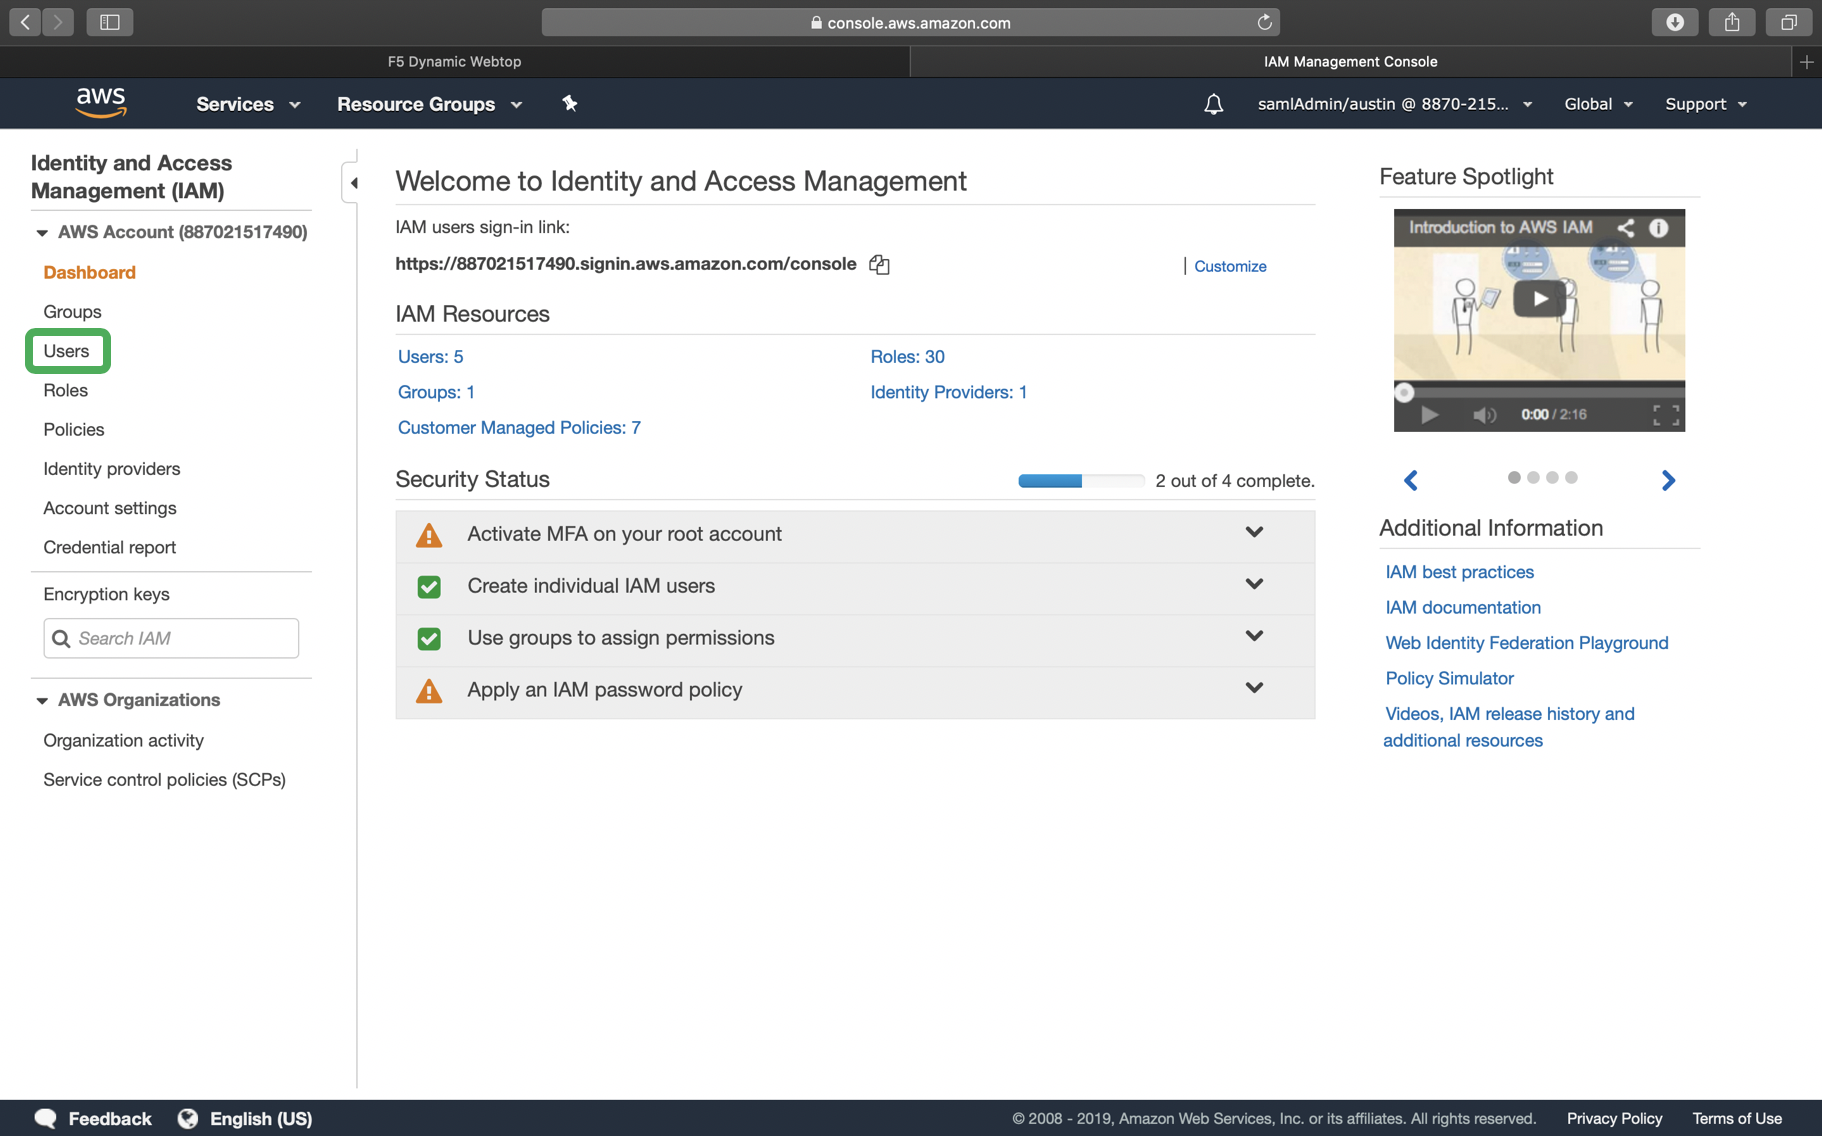 console.aws.amazon.com
F5 Dynamic Webtop
IAM Management Console
aws
Services
Resource Groups
samlAdmin/austin @ 8870-215...
Global
Support
Identity and Access
Management (IAM)
AWS Account (887021517490)
Dashboard
Groups
Users
Roles
Policies
Identity providers
Account settings
Credential report
Encryption keys
Search IAM
AWS Organizations
Organization activity
Service control policies (SCPs)
Welcome to Identity and Access Management
IAM users sign-in link:
https://887021517490.signin.aws.amazon.com/console
| Customize
IAM Resources
Users: 5
Roles: 30
Groups: 1
Identity Providers: 1
Customer Managed Policies: 7
Security Status
2 out of 4 complete.
Activate MFA on your root account
Create individual IAM users
Use groups to assign permissions
Apply an IAM password policy
Feature Spotlight
Introduction to AWS IAM
0:00 / 2:16
Additional Information
IAM best practices
IAM documentation
Web Identity Federation Playground
Policy Simulator
Videos, IAM release history and
additional resources
Feedback
English (US)
© 2008 - 2019, Amazon Web Services, Inc. or its affiliates. All rights reserved.
Privacy Policy
Terms of Use